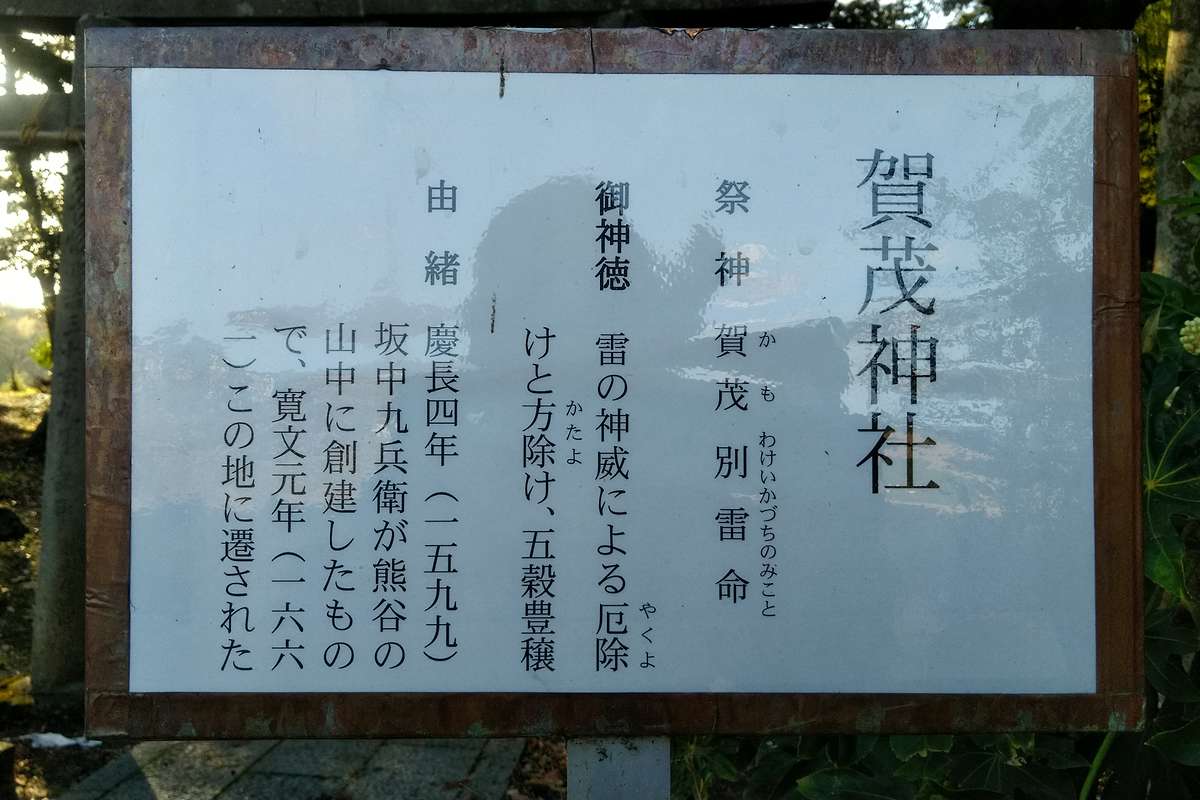 賀茂神社
祭神 賀茂別雷命
かも わけいかづちのみこと
御神徳 雷の神威による厄除
やくよ
けと方除け、五穀豊穣
かたよ
由緒 慶長四年（一五九九）
坂中九兵衛が熊谷の
山中に創建したもの
で、寛文元年（一六六
一）この地に遷された